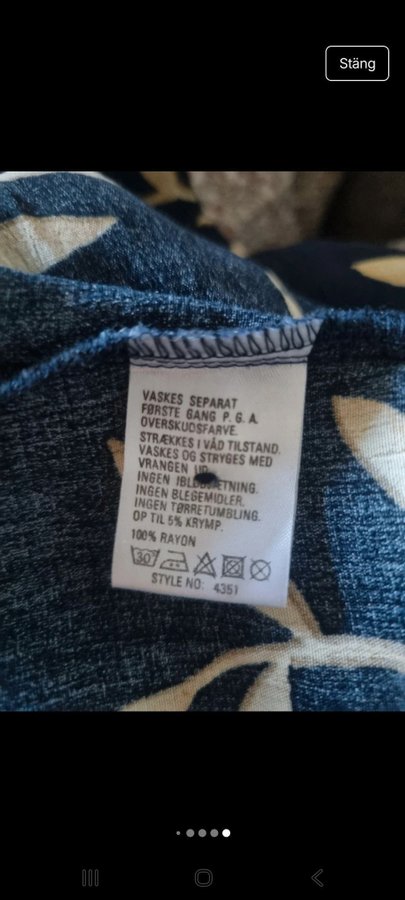 Stäng
VASKES SEPARAT
FØRSTE GANG P.G.A.
OVERSKUDSFARVE.
STRÆKKES I VÅD TILSTAND.
VASKES OG STRYGES MED
VRANGEN UD.
INGEN IBLØDSÆTNING.
INGEN BLEGEMIDLER.
INGEN TØRRETUMBLING.
OP TIL 5% KRYMP.
100% RAYON
30°
STYLE NO: 4351